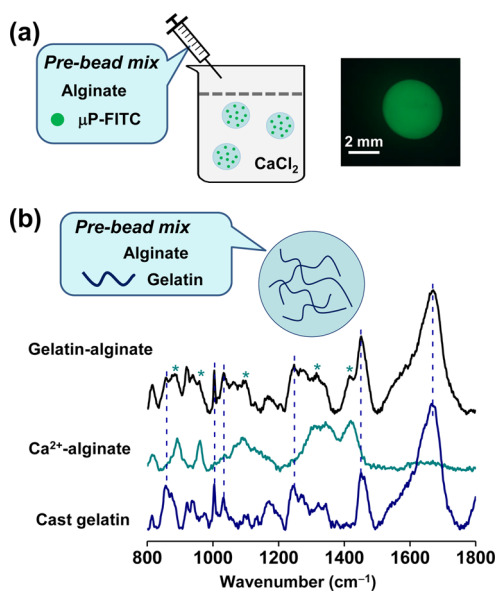 (a)
Pre-bead mix
Alginate
μP-FITC
CaCl₂
2 mm
(b)
Pre-bead mix
Alginate
Gelatin
Gelatin-alginate
* * * * *
Ca²⁺-alginate
Cast gelatin
800 1000 1200 1400 1600 1800
Wavenumber (cm⁻¹)